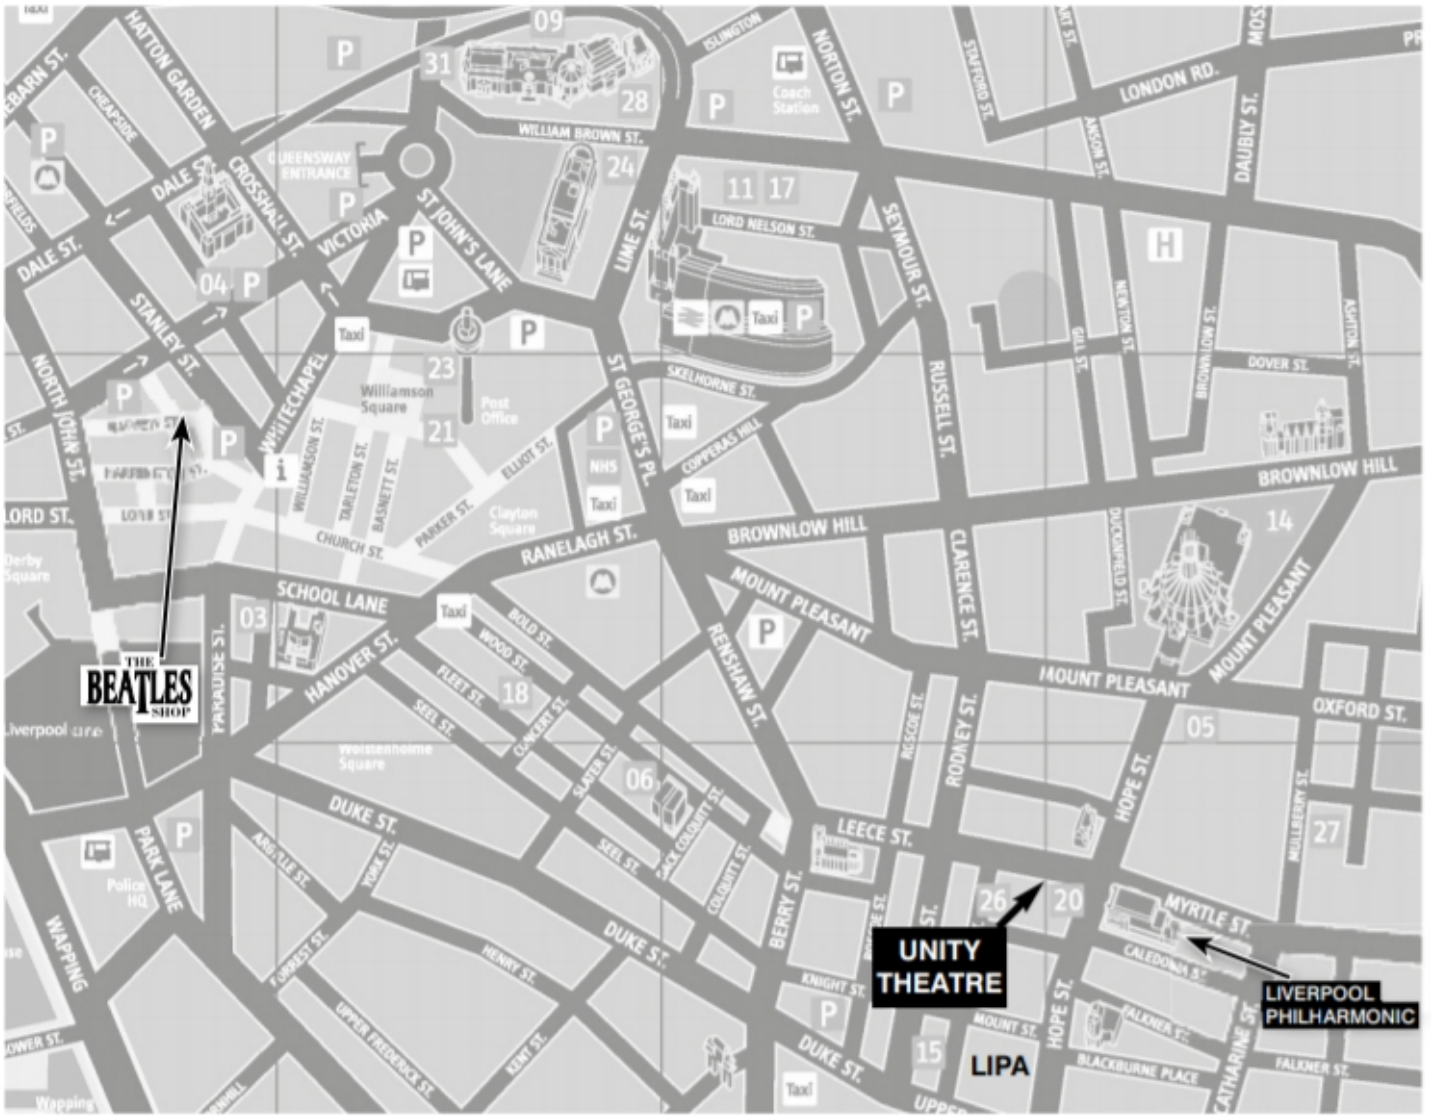 Taxi
HATTON GARDEN
CHEAPSIDE
P
31
09
28
ISLINGTON
P
Coach
Station
NORTON ST.
P
STAFFORD ST.
LONDON RD.
ANSON ST.
DAUBLY ST.
P
DALE
CROSSHALL ST.
QUEENSWAY
ENTRANCE
P
VICTORIA
WILLIAM BROWN ST.
24
LIME ST.
ST JOHN'S LANE
P
11
17
LORD NELSON ST.
SEYMOUR ST.
H
DALE ST.
04
P
STANLEY ST.
Taxi
P
Taxi
P
NEWTON ST.
GILL ST.
BROWNLOW ST.
ASHTON ST.
DOVER ST.
NORTH JOHN ST.
P
P
WHITECHAPEL
i
Williamson
Square
23
21
Post
Office
WILLIAMSON ST.
TARLETON ST.
BASNETT ST.
PARKER ST.
ELLIOT ST.
Clayton
Square
CHURCH ST.
ST GEORGE'S PL.
SKELHORNE ST.
COPPERAS HILL
Taxi
Taxi
P
NHS
Taxi
RUSSELL ST.
BROWNLOW HILL
BROWNLOW HILL
14
LORD ST.
Derby
Square
RANELAGH ST.
SCHOOL LANE
03
Taxi
HANOVER ST.
BOLD ST.
WOOD ST.
FLEET ST.
SEEL ST.
18
CONCERT ST.
SLATER ST.
06
MOUNT PLEASANT
P
RENSHAW ST.
CLARENCE ST.
DUCKINFIELD ST.
MOUNT PLEASANT
MOUNT PLEASANT
OXFORD ST.
THE
BEATLES
SHOP
Liverpool one
Wolstenholme
Square
ROSCOE ST.
RODNEY ST.
HOPE ST.
05
MULBERRY ST.
27
DUKE ST.
ARGYLE ST.
YORK ST.
PARK LANE
P
Police
HQ
WAPPING
SEEL ST.
BACK COLQUITT ST.
COLQUITT ST.
BERRY ST.
LEECE ST.
26
20
UNITY
THEATRE
MYRTLE ST.
CALEDONIA ST.
LIVERPOOL
PHILHARMONIC
FORREST ST.
HENRY ST.
DUKE ST.
KNIGHT ST.
P
UPPER FREDERICK ST.
KENT ST.
DUKE ST.
15
MOUNT ST.
LIPA
HOPE ST.
FALKNER ST.
BLACKBURNE PLACE
CATHARINE ST.
FALKNER ST.
Taxi
UPPER
Wapping